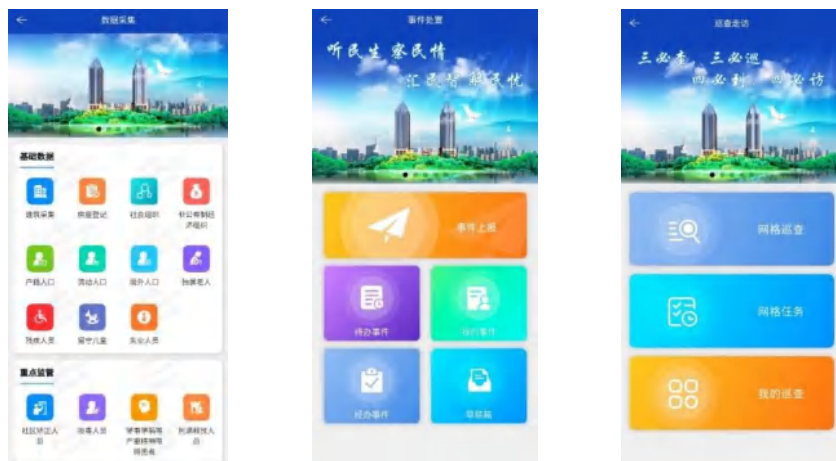 数据采集
基础数据
建筑采集
房屋登记
社会组织
非公有制经
济组织
户籍人口
流动人口
境外人口
独居老人
残疾人员
留守儿童
失业人员
重点监管
社区矫正人
员
吸毒人员
肇事肇祸等
严重精神障
碍患者
刑满释放人
员
事件处置
听民生 察民情
汇民智 解民忧
事件上报
待办事件
我的事件
经办事件
草稿箱
巡查走访
三必查 三必巡
四必到 四必访
网格巡查
网格任务
我的巡查